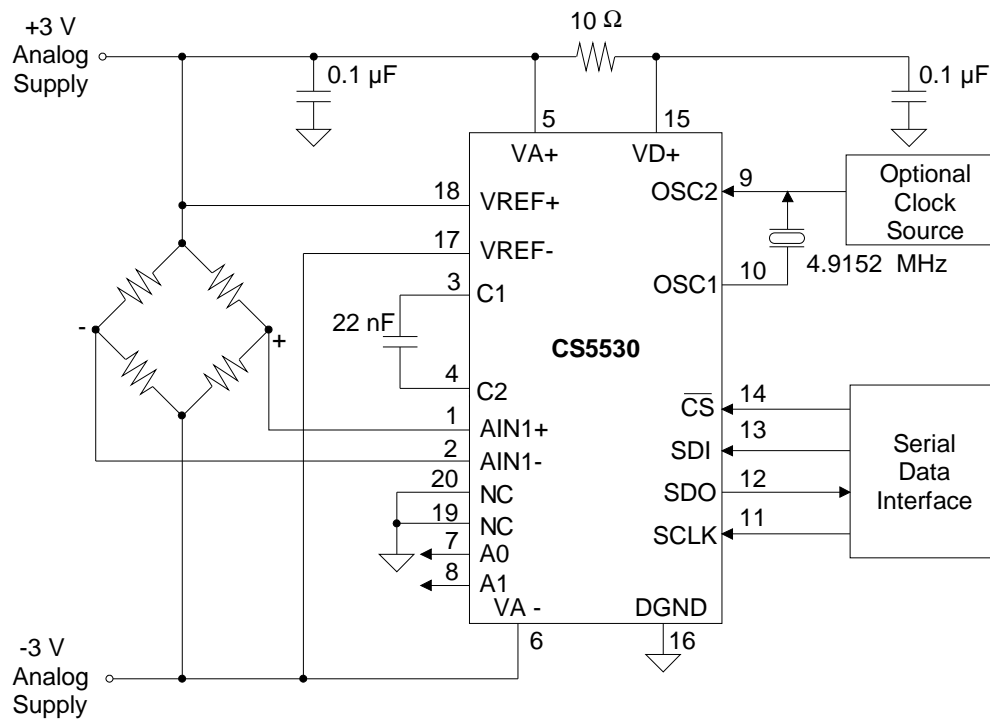 +3 V
Analog
Supply
10 Ω
0.1 µF
0.1 µF
5
15
VA+
VD+
18
VREF+
OSC2
9
Optional
Clock
Source
17
VREF-
4.9152 MHz
3
C1
OSC1
10
22 nF
CS5530
-
+
4
C2
CS
14
1
AIN1+
SDI
13
Serial
Data
Interface
2
AIN1-
SDO
12
20
NC
19
NC
SCLK
11
7
A0
8
A1
VA -
DGND
6
16
-3 V
Analog
Supply